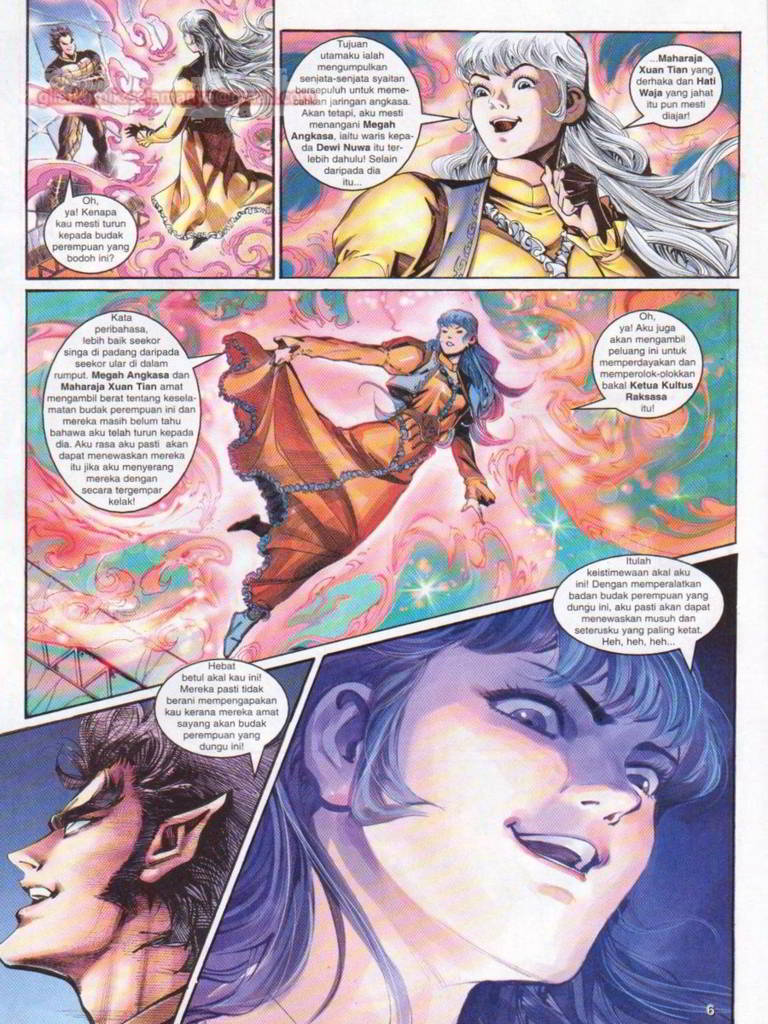 Oh,
ya! Kenapa
kau mesti turun
kepada budak
perempuan yang
bodoh ini?
Tujuan
utamaku ialah
mengumpulkan
senjata-senjata syaitan
bersepuluh untuk meme-
cahkan jaringan angkasa.
Akan tetapi, aku mesti
menangani Megah
Angkasa, iaitu waris kepa-
da Dewi Nuwa itu ter-
lebih dahulu! Selain
daripada dia
itu...
...Maharaja
Xuan Tian yang
derhaka dan Hati
Waja yang jahat
itu pun mesti
diajar!
Kata
peribahasa,
lebih baik seekor
singa di padang daripada
seekor ular di dalam
rumput. Megah Angkasa dan
Maharaja Xuan Tian amat
mengambil berat tentang kesela-
matan budak perempuan ini dan
mereka masih belum tahu
bahawa aku telah turun kepada
dia. Aku rasa aku pasti akan
dapat menewaskan mereka
itu jika aku menyerang
mereka dengan
secara tergempar
kelak!
Oh,
ya! Aku juga
akan mengambil
peluang ini untuk
memperdayakan dan
memperolok-olokkan
bakal Ketua Kultus
Raksasa
itu!
Itulah
keistimewaan akal aku
ini! Dengan memperalatkan
badan budak perempuan yang
dungu ini, aku pasti akan dapat
menewaskan musuh dan
seterusku yang paling ketat.
Heh, heh, heh...
Hebat
betul akal kau ini!
Mereka pasti tidak
berani mempengapakan
kau kerana mereka amat
sayang akan budak
perempuan yang
dungu ini!
6